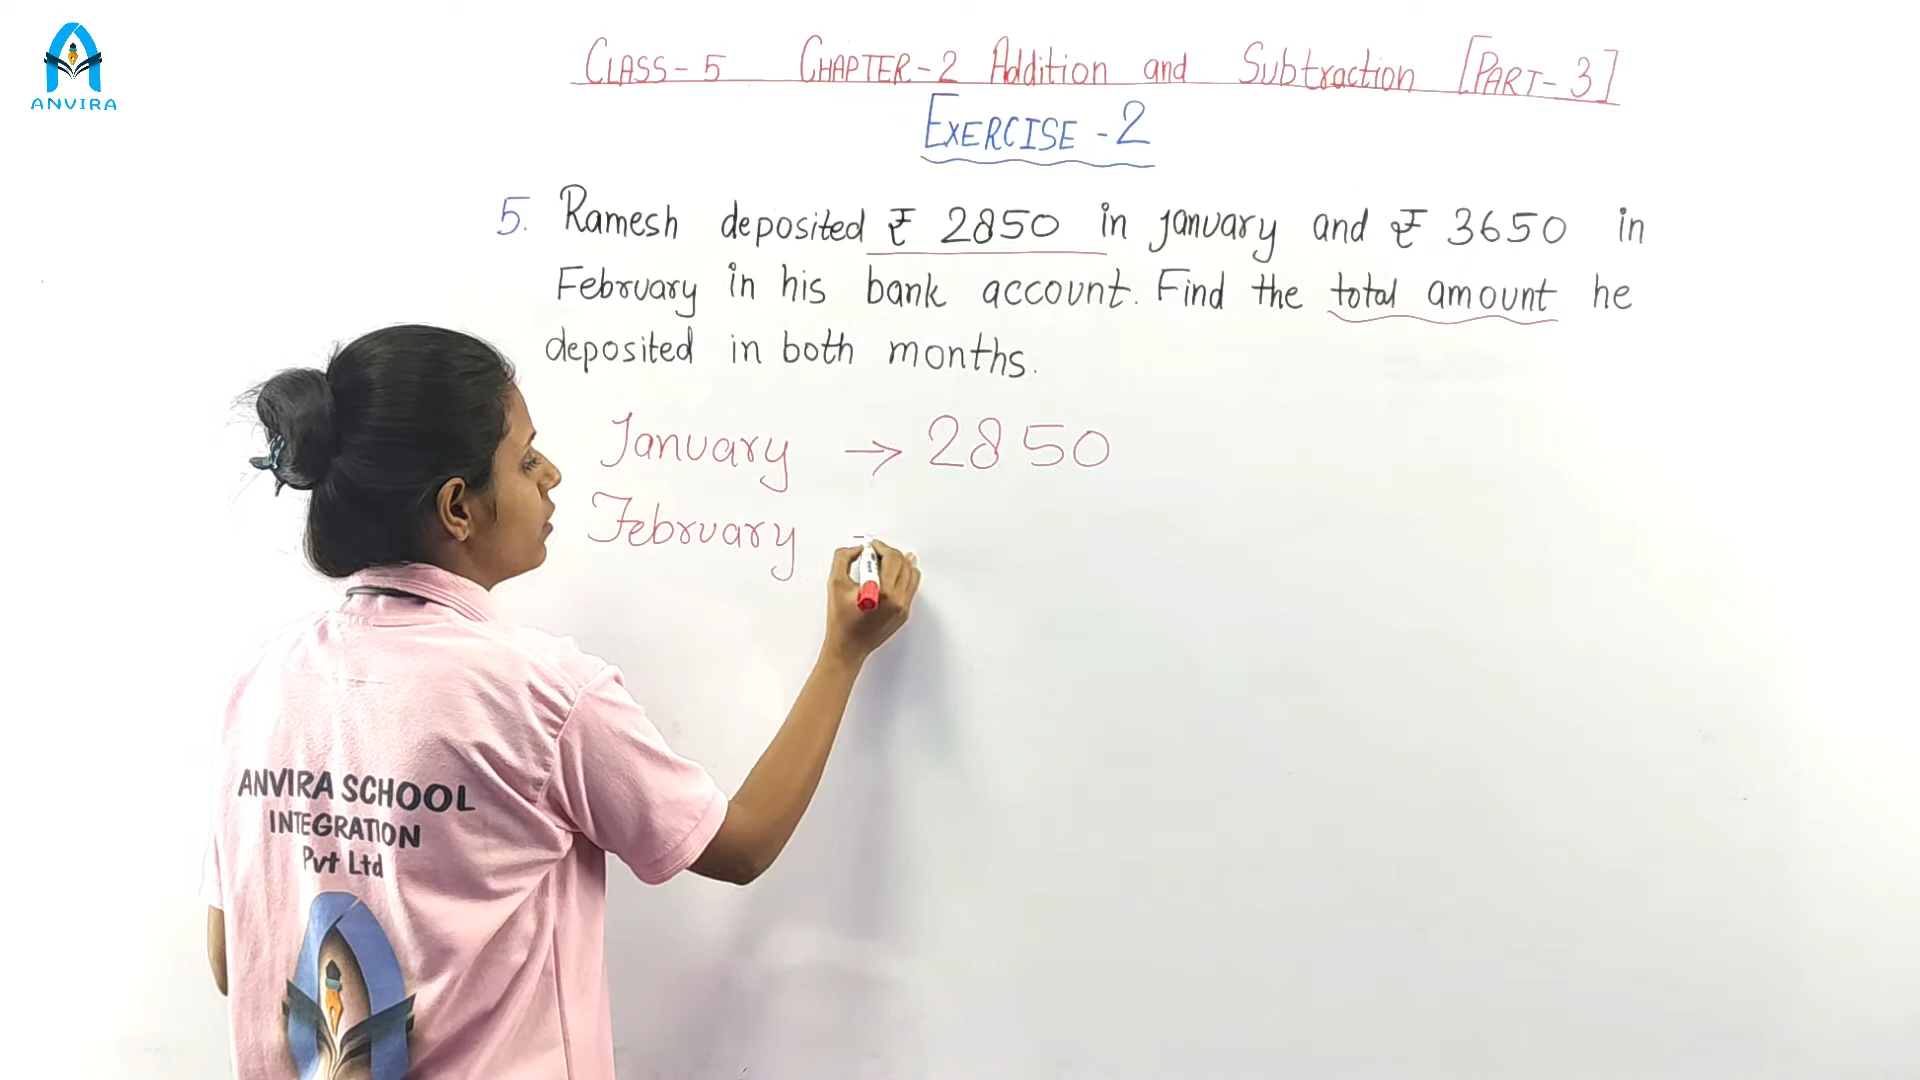 ANVIRA
CLASS-5 CHAPTER-2 Addition and Subtraction [PART-3]
EXERCISE-2
5. Ramesh deposited ₹ 2850 in january and ₹ 3650 in
February in his bank account. Find the total amount he
deposited in both months.
January → 2850
February -
ANVIRA SCHOOL
INTEGRATION
Pvt Ltd